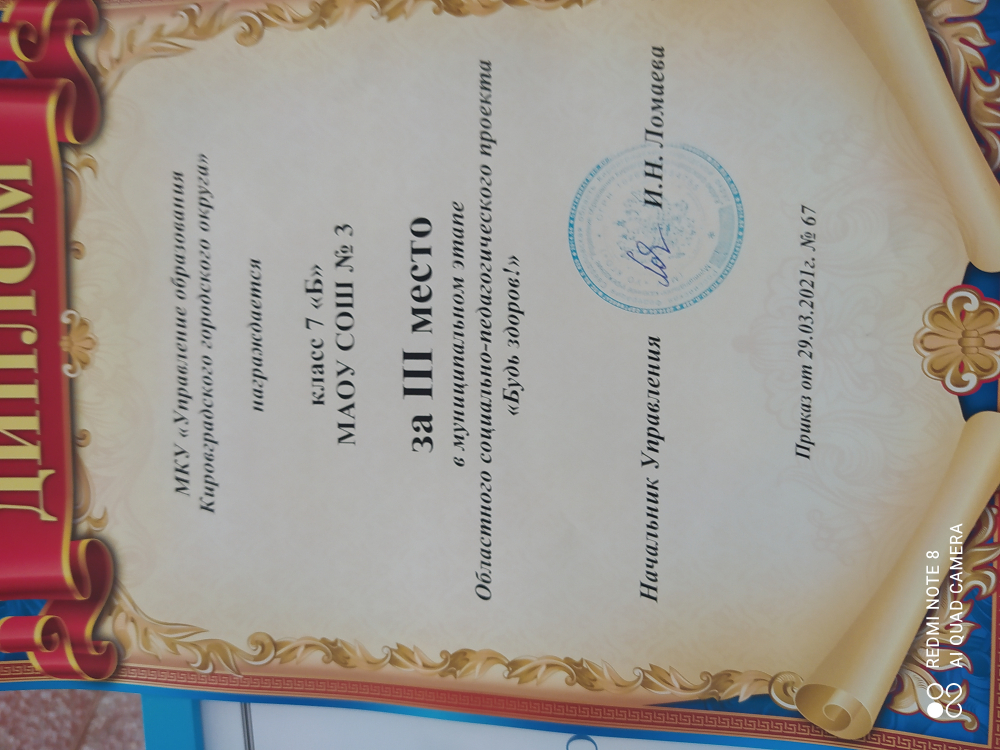 ДИПЛОМ
МКУ «Управление образования
Кировградского городского округа»
награждается
класс 7 «Б»
МАОУ СОШ № 3
за III место
в муниципальном этапе
Областного социально-педагогического проекта
«Будь здоров!»
Начальник Управления И.Н. Ломаева
Приказ от 29.03.2021г. № 67
REDMI NOTE 8
AI QUAD CAMERA